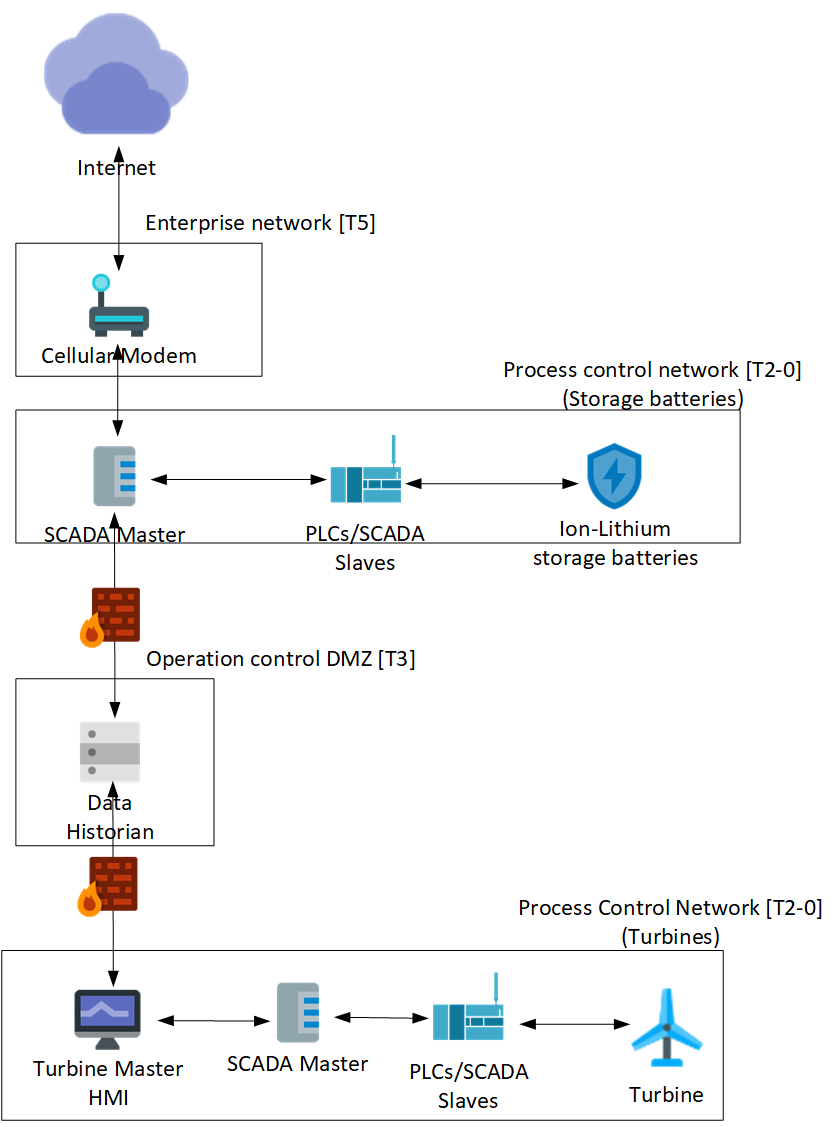 Internet
Enterprise network [T5]
Cellular Modem
Process control network [T2-0]
(Storage batteries)
SCADA Master
PLCs/SCADA
Slaves
Ion-Lithium
storage batteries
Operation control DMZ [T3]
Data
Historian
Process Control Network [T2-0]
(Turbines)
Turbine Master
HMI
SCADA Master
PLCs/SCADA
Slaves
Turbine